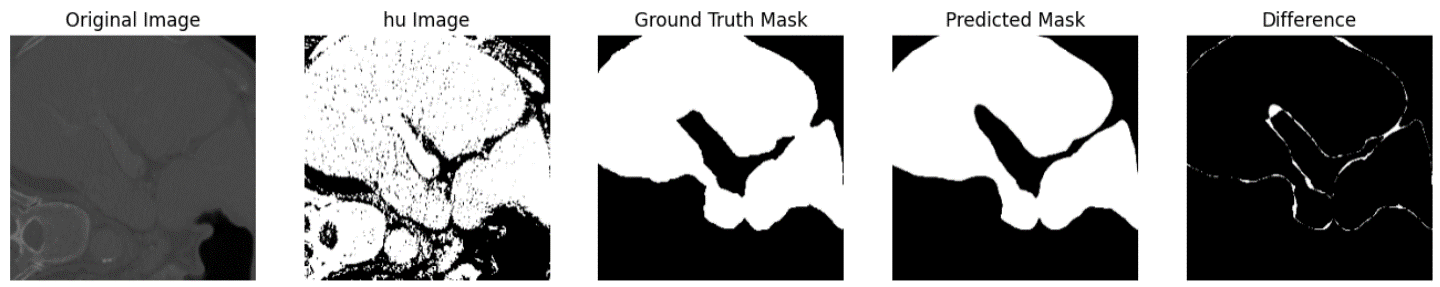 Original Image
hu Image
Ground Truth Mask
Predicted Mask
Difference